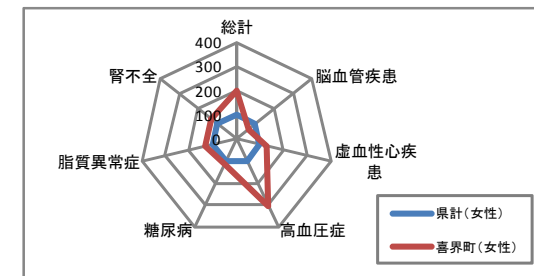 総計
400
300
200
100
0
脳血管疾患
虚血性心疾
患
高血圧症
糖尿病
脂質異常症
腎不全
県計(女性)
喜界町(女性)